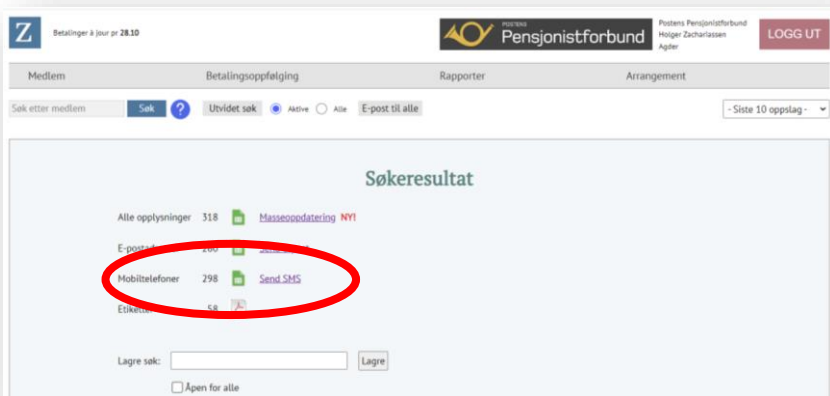 Z Betalinger à jour pr 28.10
POSTENS
Pensjonistforbund
Postens Pensjonistforbund
Holger Zachariassen
Agder
LOGG UT
Medlem Betalingsoppfølging Rapporter Arrangement
Søk etter medlem Søk ? Utvidet søk Aktive Alle E-post til alle - Siste 10 oppslag -
Søkeresultat
Alle opplysninger 318 Masseoppdatering NY!
Mobiltelefoner 298 Send SMS
58
Lagre søk: Lagre
Åpen for alle